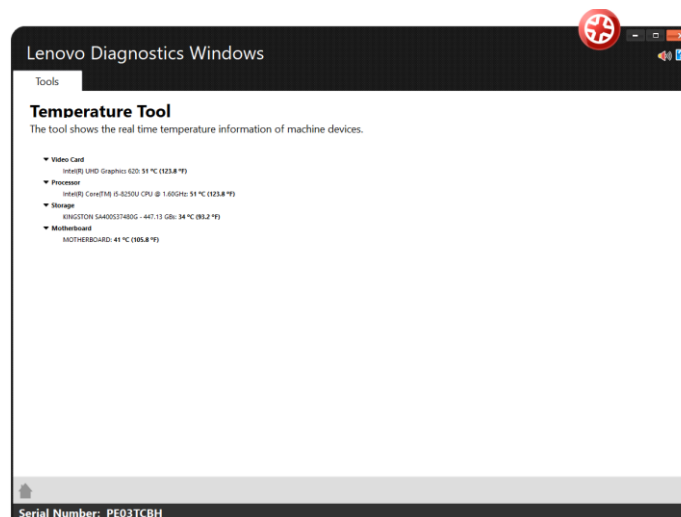 Lenovo Diagnostics Windows
Tools
Temperature Tool
The tool shows the real time temperature information of machine devices.
Video Card
Intel(R) UHD Graphics 620: 51 °C (123.8 °F)
Processor
Intel(R) Core(TM) i5-8250U CPU @ 1.60GHz: 51 °C (123.8 °F)
Storage
KINGSTON SA400S37480G - 447.13 GBs: 34 °C (93.2 °F)
Motherboard
MOTHERBOARD: 41 °C (105.8 °F)
Serial Number: PE03TCBH